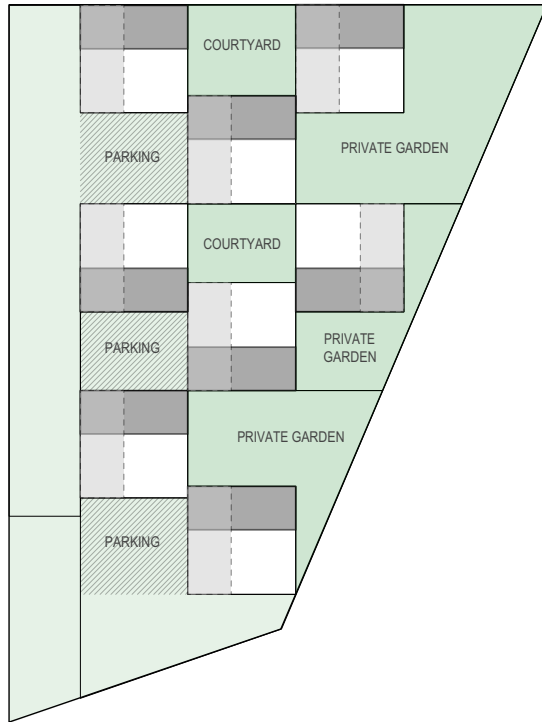 COURTYARD
PARKING
PRIVATE GARDEN
COURTYARD
PARKING
PRIVATE
GARDEN
PRIVATE GARDEN
PARKING